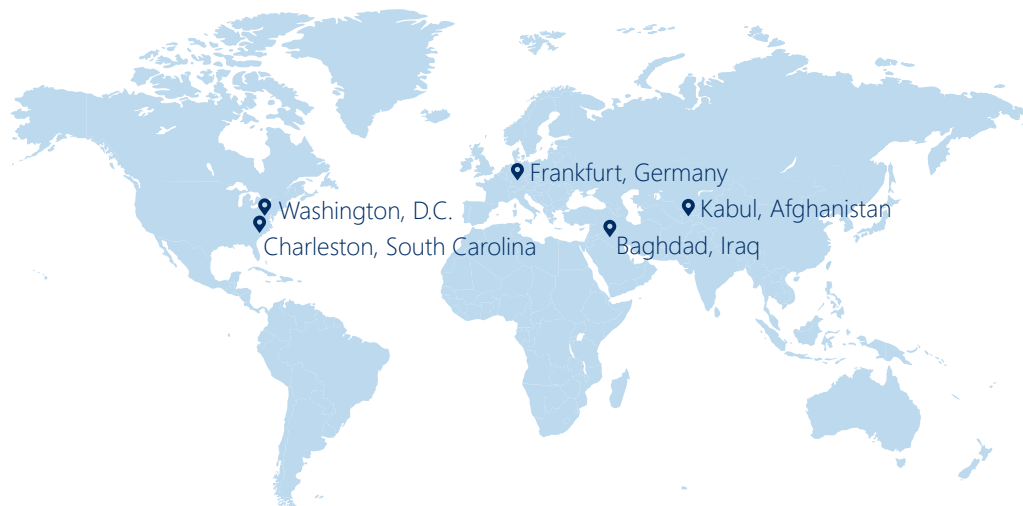 Frankfurt, Germany
Washington, D.C.
Kabul, Afghanistan
Charleston, South Carolina
Baghdad, Iraq